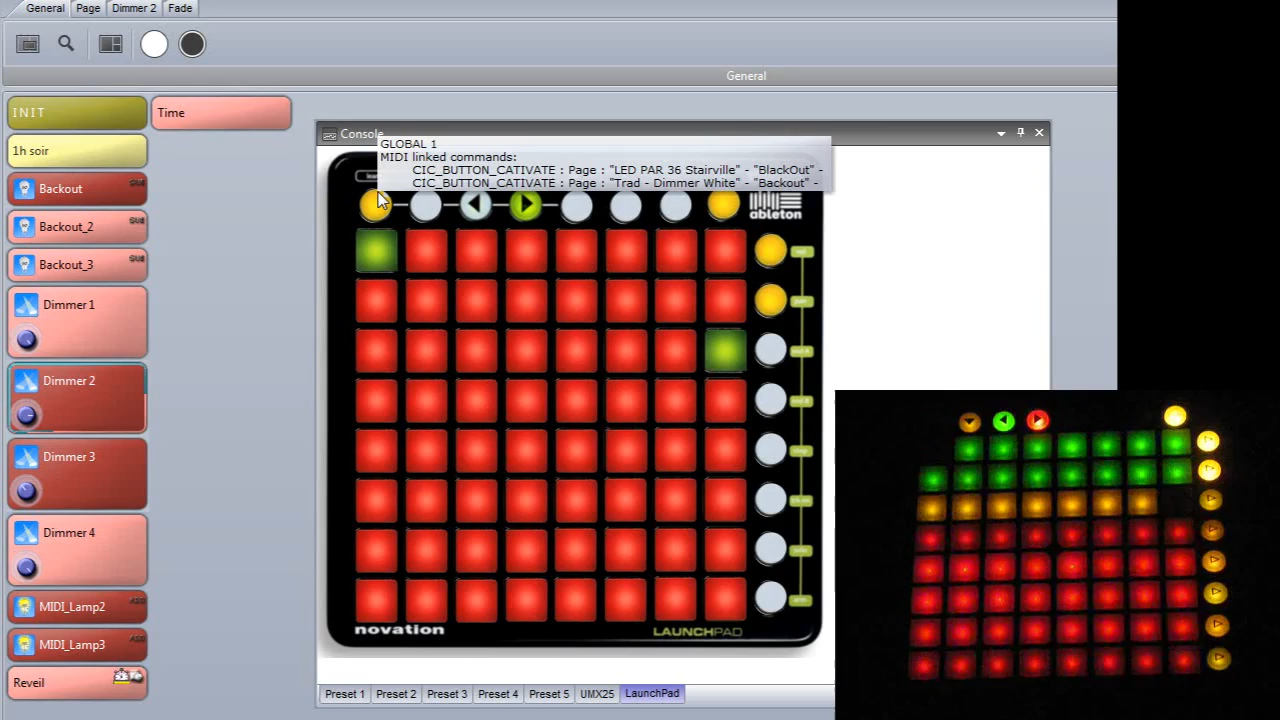 General Page Dimmer 2 Fade
General
INIT
Time
1h soir
Backout
Backout_2
Backout_3
Dimmer 1
Dimmer 2
Dimmer 3
Dimmer 4
MIDI_Lamp2
MIDI_Lamp3
Reveil
Console
GLOBAL 1
MIDI linked commands:
CIC_BUTTON_CATIVATE : Page : "LED PAR 36 Stairville" - "BlackOut" -
CIC_BUTTON_CATIVATE : Page : "Trad - Dimmer White" - "Backout" -
ableton
novation
LAUNCHPAD
Preset 1 Preset 2 Preset 3 Preset 4 Preset 5 UMX25 LaunchPad